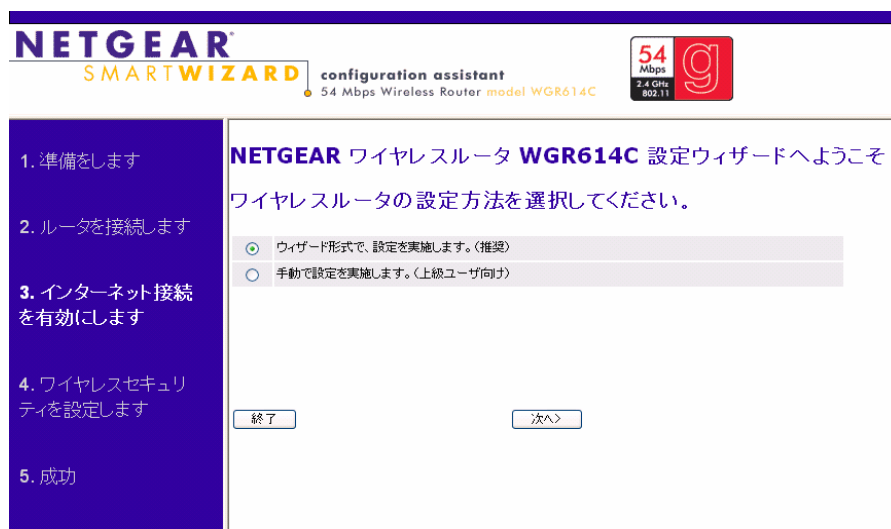 NETGEAR
SMARTWIZARD
configuration assistant
54 Mbps Wireless Router model WGR614C
54
Mbps
2.4 GHz
802.11
g
1. 準備をします
2. ルータを接続します
3. インターネット接続
を有効にします
4. ワイヤレスセキュリ
ティを設定します
5. 成功
NETGEAR ワイヤレスルータ WGR614C 設定ウィザードへようこそ
ワイヤレスルータの設定方法を選択してください。
ウィザード形式で、設定を実施します。(推奨)
手動で設定を実施します。(上級ユーザ向け)
終了
次へ>